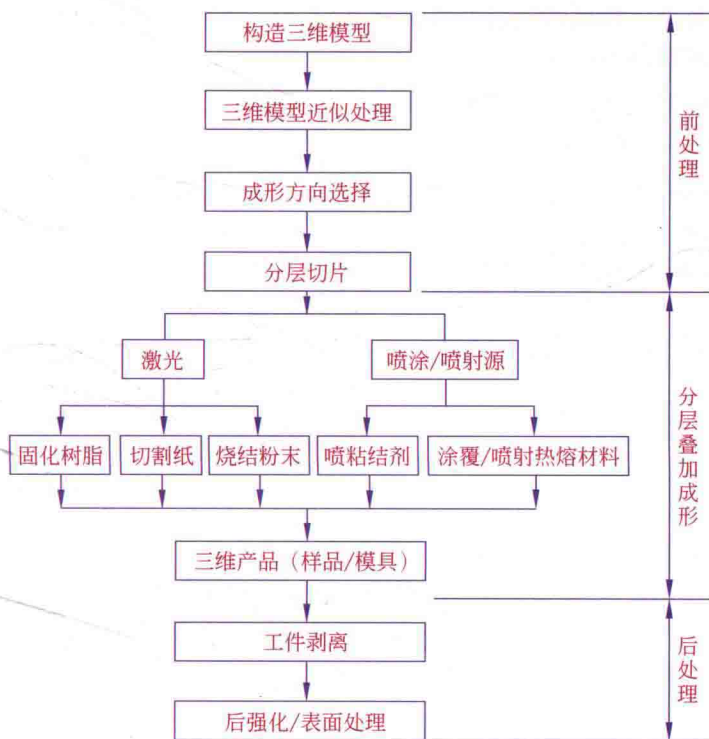 构造三维模型
三维模型近似处理
成形方向选择
分层切片
前处理
激光
喷涂/喷射源
固化树脂
切割纸
烧结粉末
喷粘结剂
涂覆/喷射热熔材料
三维产品（样品/模具）
分层叠加成形
工件剥离
后强化/表面处理
后处理